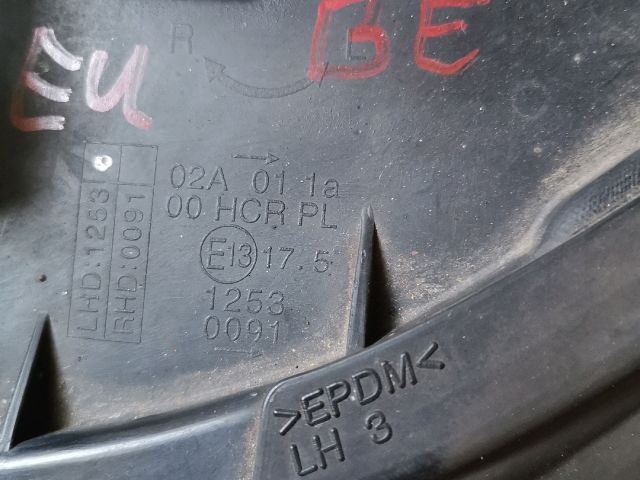 EU
BE
R L
LHD:1253
RHD:0091
02A 01 1a
00 HCR PL
E13 17.5
1253
0091
>EPDM<
LH 3